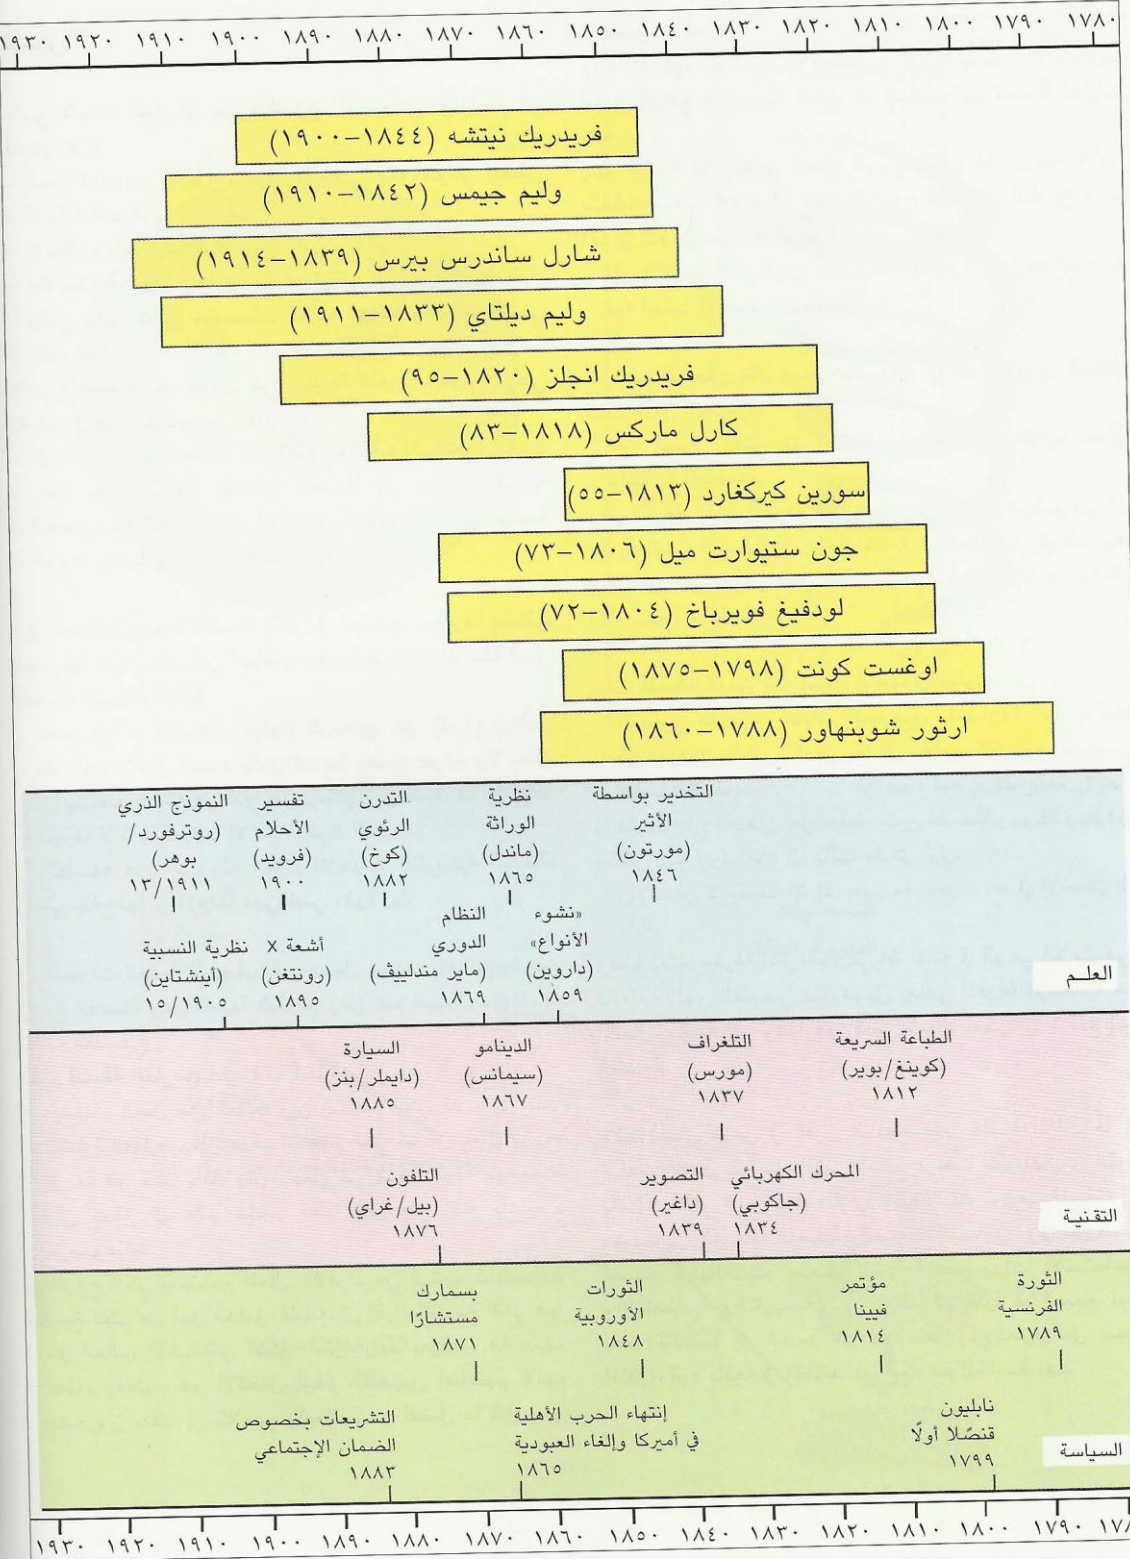 ١٩٣٠ ١٩٢٠ ١٩١٠ ١٩٠٠ ١٨٩٠ ١٨٨٠ ١٨٧٠ ١٨٦٠ ١٨٥٠ ١٨٤٠ ١٨٣٠ ١٨٢٠ ١٨١٠ ١٨٠٠ ١٧٩٠ ١٧٨٠
فريدريك نيتشه (١٨٤٤–١٩٠٠)
وليم جيمس (١٨٤٢–١٩١٠)
شارل ساندرس بيرس (١٨٣٩–١٩١٤)
وليم ديلتاي (١٨٣٣–١٩١١)
فريدريك انجلز (١٨٢٠–٩٥)
كارل ماركس (١٨١٨–٨٣)
سورين كيركغارد (١٨١٣–٥٥)
جون ستيوارت ميل (١٨٠٦–٧٣)
لودفيغ فويرباخ (١٨٠٤–٧٢)
اوغست كونت (١٧٩٨–١٨٧٥)
ارثور شوبنهاور (١٧٨٨–١٨٦٠)
العلم
التخدير بواسطة
الأثير
(مورتون)
١٨٤٦
نظرية
الوراثة
(ماندل)
١٨٦٥
التدرن
الرئوي
(كوخ)
١٨٨٢
تفسير
الأحلام
(فرويد)
١٩٠٠
النموذج الذري
(روترفورد/
بوهر)
١٣/١٩١١
«نشوء
الأنواع»
(داروين)
١٨٥٩
النظام
الدوري
(ماير مندلييف)
١٨٦٩
أشعة X
(رونتغن)
١٨٩٥
نظرية النسبية
(أينشتاين)
١٥/١٩٠٥
التقنية
الطباعة السريعة
(كوينغ/بوير)
١٨١٢
التلغراف
(مورس)
١٨٣٧
الدينامو
(سيمانس)
١٨٦٧
السيارة
(دايملر/بنز)
١٨٨٥
المحرك الكهربائي
(جاكوبي)
١٨٣٤
التصوير
(داغير)
١٨٣٩
التلفون
(بيل/غراي)
١٨٧٦
السياسة
الثورة
الفرنسية
١٧٨٩
مؤتمر
فيينا
١٨١٤
الثورات
الأوروبية
١٨٤٨
بسمارك
مستشارًا
١٨٧١
نابليون
قنصًلا أولًا
١٧٩٩
إنتهاء الحرب الأهلية
في أميركا وإلغاء العبودية
١٨٦٥
التشريعات بخصوص
الضمان الإجتماعي
١٨٨٣
١٩٣٠ ١٩٢٠ ١٩١٠ ١٩٠٠ ١٨٩٠ ١٨٨٠ ١٨٧٠ ١٨٦٠ ١٨٥٠ ١٨٤٠ ١٨٣٠ ١٨٢٠ ١٨١٠ ١٨٠٠ ١٧٩٠ ١٧٨